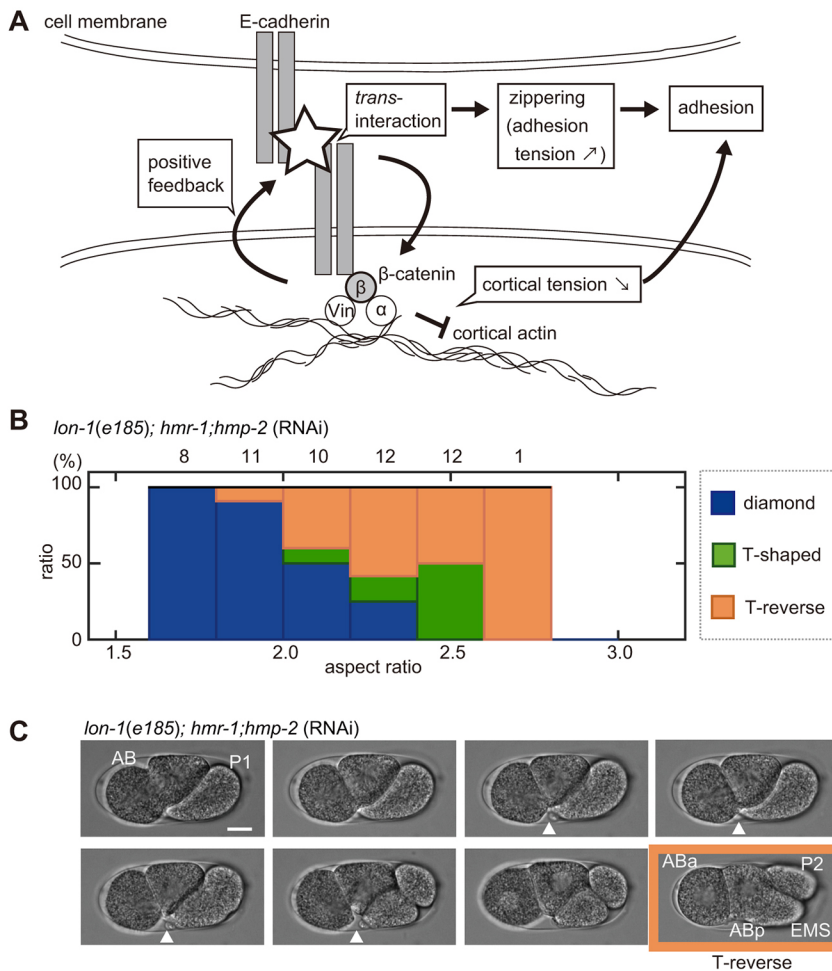 A
cell membrane
E-cadherin
trans-
interaction
zippering
(adhesion
tension ↗)
adhesion
positive
feedback
β-catenin
β
Vin
α
cortical tension ↘
cortical actin
B
lon-1(e185); hmr-1;hmp-2 (RNAi)
(%) 8 11 10 12 12 1
100
50
0
ratio
1.5 2.0 2.5 3.0
aspect ratio
diamond
T-shaped
T-reverse
C
lon-1(e185); hmr-1;hmp-2 (RNAi)
AB P1
ABa P2
ABp EMS
T-reverse